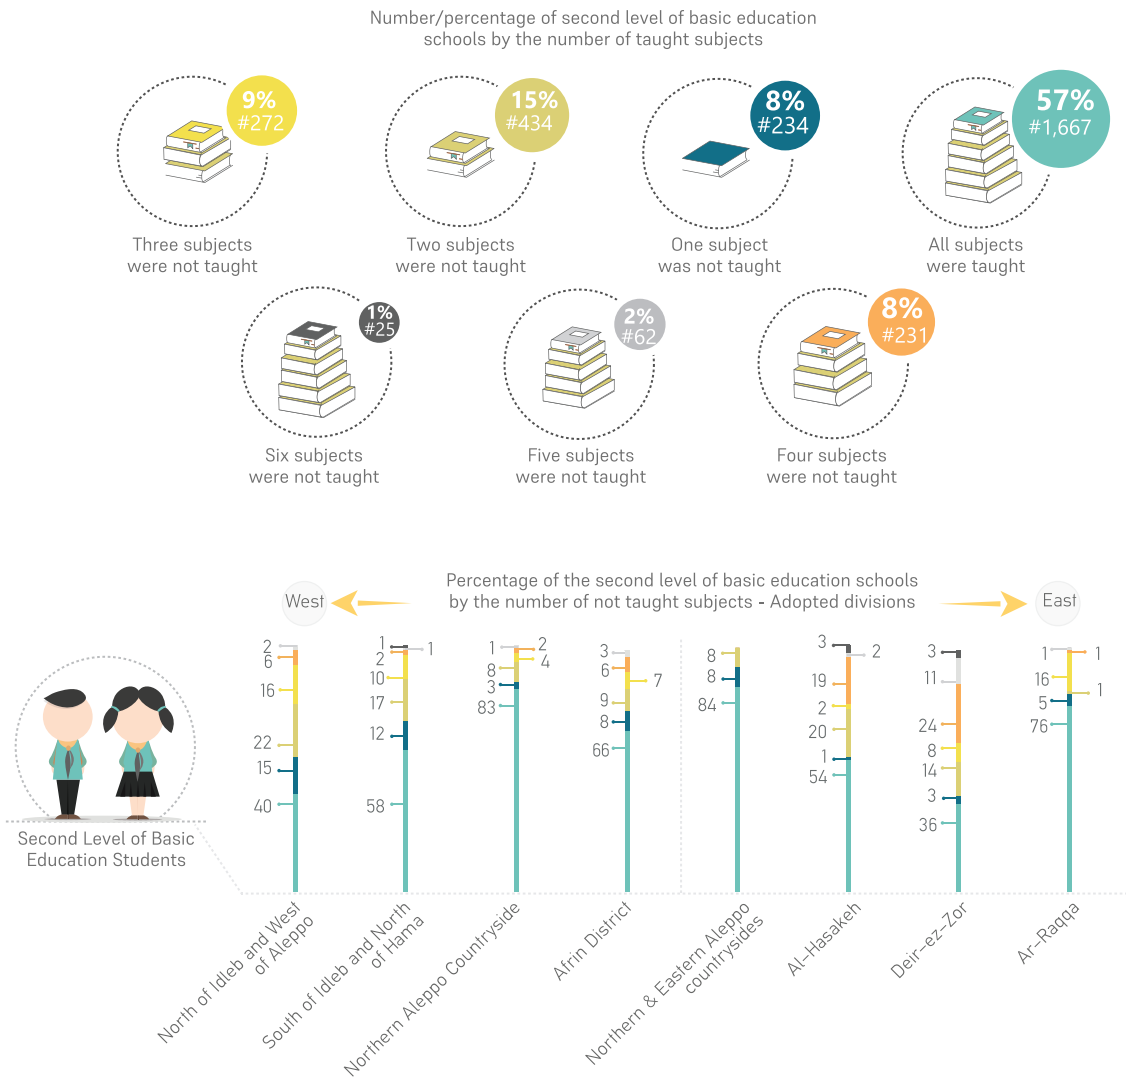 Number/percentage of second level of basic education
schools by the number of taught subjects
9%
#272
15%
#434
8%
#234
57%
#1,667
Three subjects
were not taught
Two subjects
were not taught
One subject
was not taught
All subjects
were taught
1%
#25
2%
#62
8%
#231
Six subjects
were not taught
Five subjects
were not taught
Four subjects
were not taught
Percentage of the second level of basic education schools
by the number of not taught subjects - Adopted divisions
West
East
2
6
16
22
15
40
1
1
2
10
17
12
58
1
2
4
8
3
83
3
6
7
9
8
66
8
8
84
3
2
19
2
20
1
54
3
11
24
8
14
3
36
1
1
16
1
5
76
Second Level of Basic
Education Students
North of Idleb and West
of Aleppo
South of Idleb and North
of Hama
Northern Aleppo Countryside
Afrin District
Northern & Eastern Aleppo
countrysides
Al-Hasakeh
Deir-ez-Zor
Ar-Raqqa